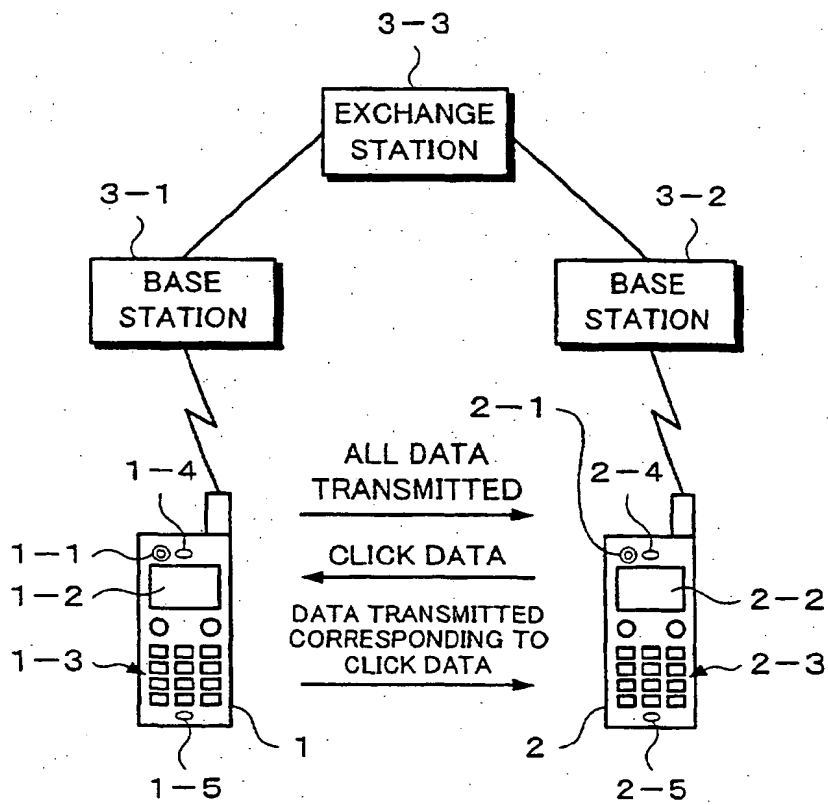 3-3
EXCHANGE
STATION
3-1
3-2
BASE
STATION
BASE
STATION
2-1
1-4
ALL DATA
TRANSMITTED
2-4
1-1
CLICK DATA
1-2
2-2
DATA TRANSMITTED
CORRESPONDING TO
CLICK DATA
1-3
2-3
1
2
1-5
2-5